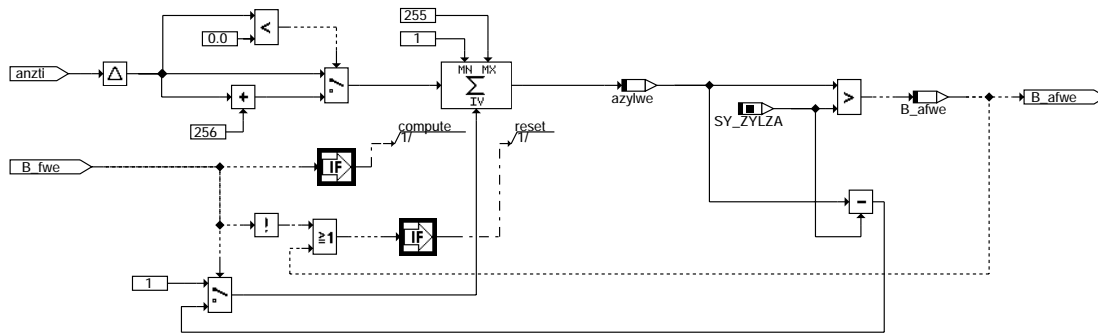 255
0.0
<
1
MN MX
anzti
Δ
Σ
+
IV
azylwe
>
B_afwe
B_afwe
SY_ZYLZA
256
compute
1/
reset
1/
B_fwe
IF
-
!
≥1
IF
1